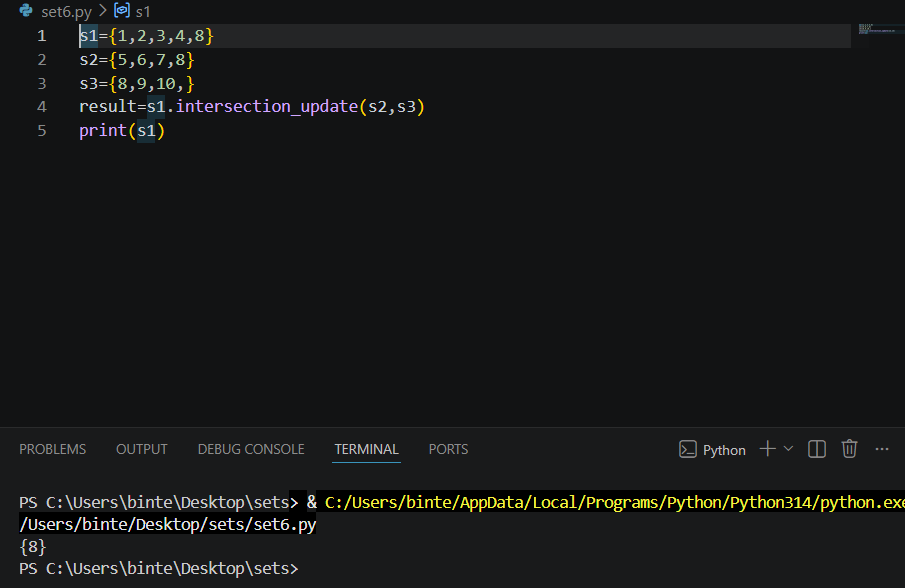 set6.py > s1
1 s1={1,2,3,4,8}
2 s2={5,6,7,8}
3 s3={8,9,10,}
4 result=s1.intersection_update(s2,s3)
5 print(s1)
PROBLEMS OUTPUT DEBUG CONSOLE TERMINAL PORTS Python
PS C:\Users\binte\Desktop\sets> & C:/Users/binte/AppData/Local/Programs/Python/Python314/python.exe
/Users/binte/Desktop/sets/set6.py
{8}
PS C:\Users\binte\Desktop\sets>